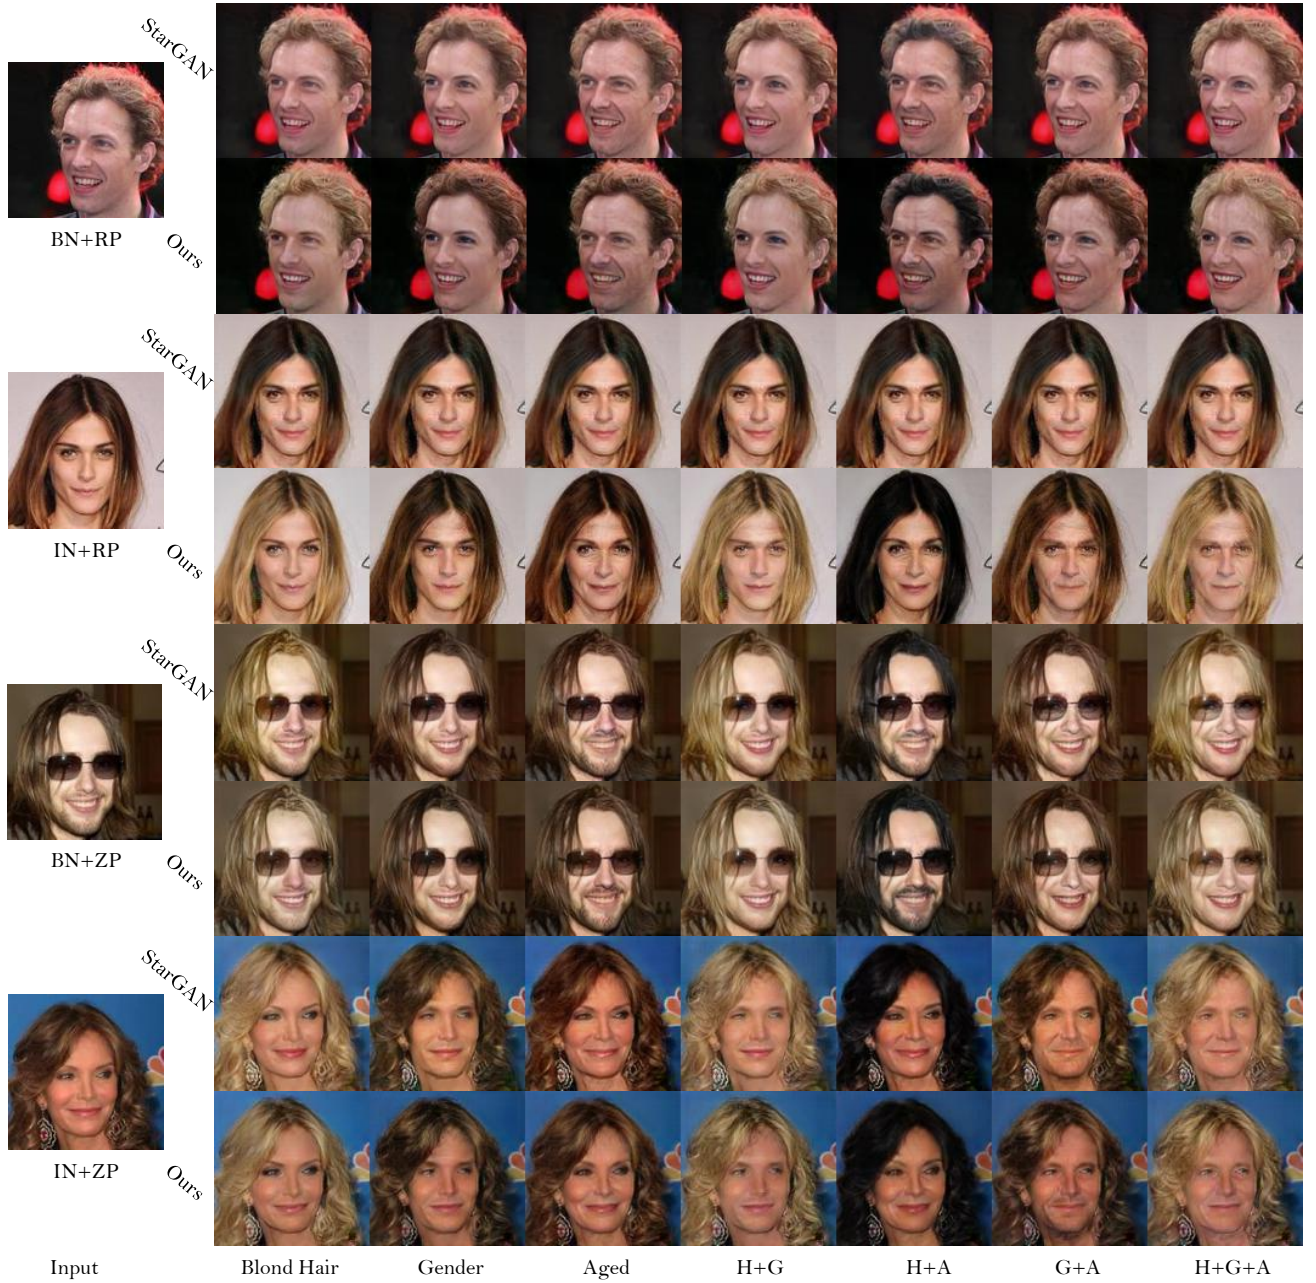 StarGAN
BN+RP
Ours
StarGAN
IN+RP
Ours
StarGAN
BN+ZP
Ours
StarGAN
IN+ZP
Ours
Input Blond Hair Gender Aged H+G H+A G+A H+G+A